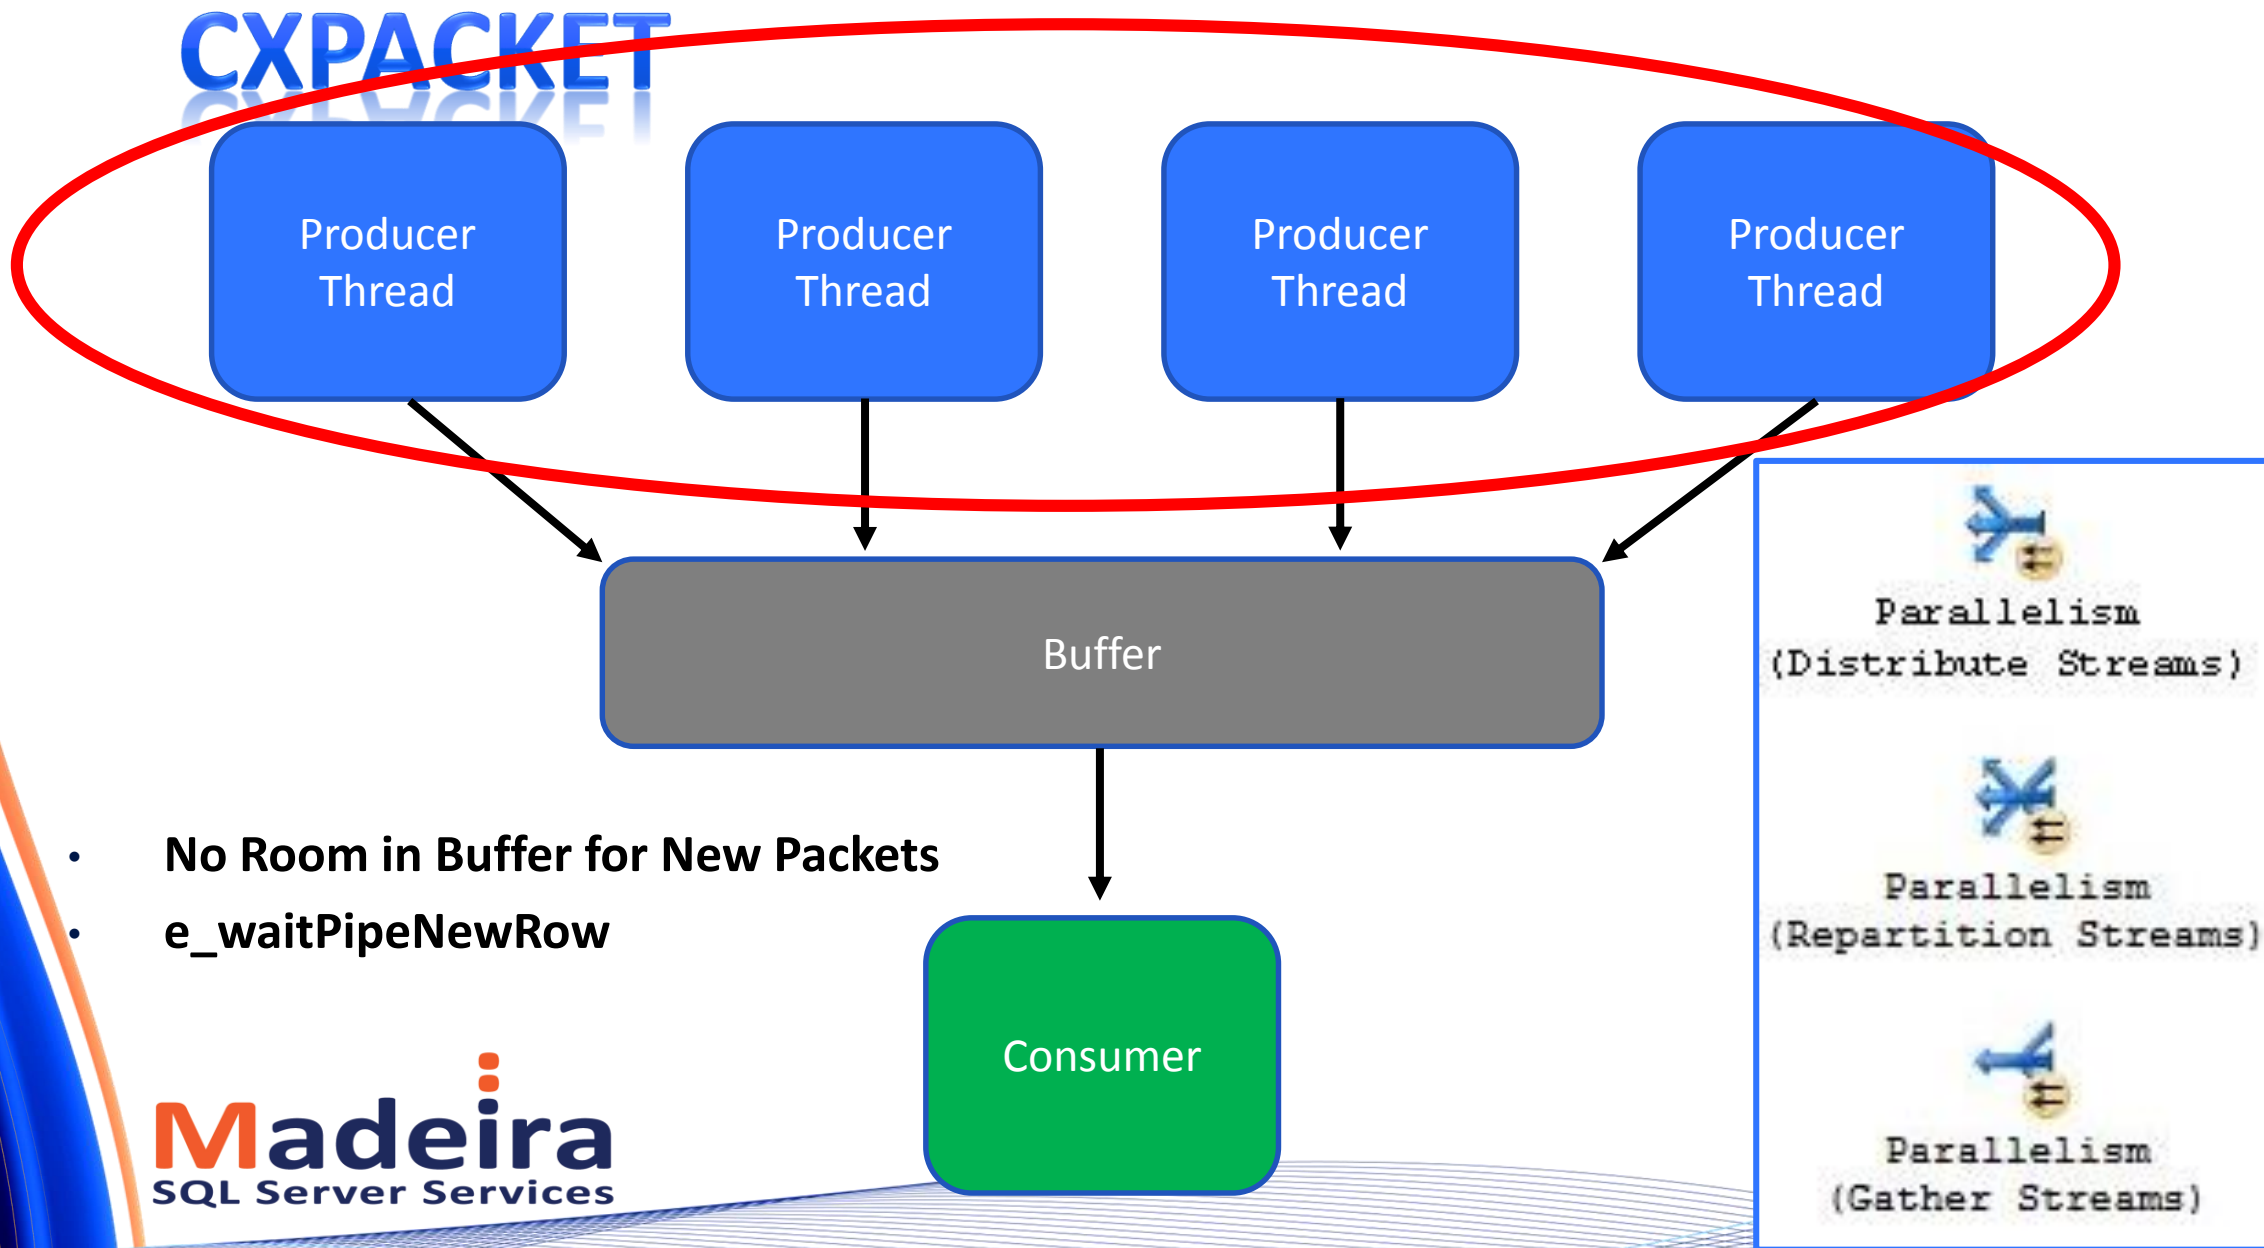 CXPACKET
Producer
Thread
Producer
Thread
Producer
Thread
Producer
Thread
Buffer
Consumer
• No Room in Buffer for New Packets
• e_waitPipeNewRow
Parallelism
(Distribute Streams)
Parallelism
(Repartition Streams)
Parallelism
(Gather Streams)
Madeira
SQL Server Services